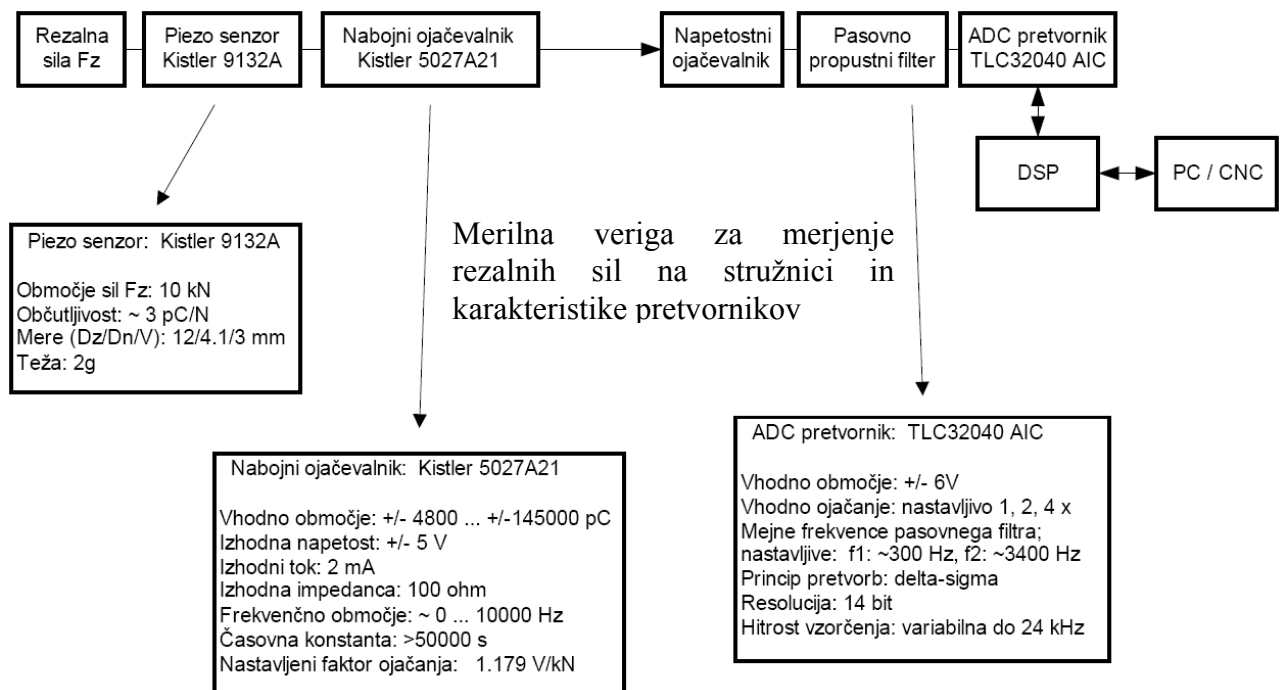 Rezalna
sila Fz
Piezo senzor
Kistler 9132A
Nabojni ojačevalnik
Kistler 5027A21
Napetostni
ojačevalnik
Pasovno
propustni filter
ADC pretvornik
TLC32040 AIC
DSP
PC / CNC
Merilna veriga za merjenje
rezalnih sil na stružnici in
karakteristike pretvornikov
Piezo senzor: Kistler 9132A
Območje sil Fz: 10 kN
Občutljivost: ~ 3 pC/N
Mere (Dz/Dn/V): 12/4.1/3 mm
Teža: 2g
Nabojni ojačevalnik: Kistler 5027A21
Vhodno območje: +/- 4800 ... +/-145000 pC
Izhodna napetost: +/- 5 V
Izhodni tok: 2 mA
Izhodna impedanca: 100 ohm
Frekvenčno območje: ~ 0 ... 10000 Hz
Časovna konstanta: >50000 s
Nastavljeni faktor ojačanja: 1.179 V/kN
ADC pretvornik: TLC32040 AIC
Vhodno območje: +/- 6V
Vhodno ojačanje: nastavljivo 1, 2, 4 x
Mejne frekvence pasovnega filtra;
nastavljive: f1: ~300 Hz, f2: ~3400 Hz
Princip pretvorb: delta-sigma
Resolucija: 14 bit
Hitrost vzorčenja: variabilna do 24 kHz